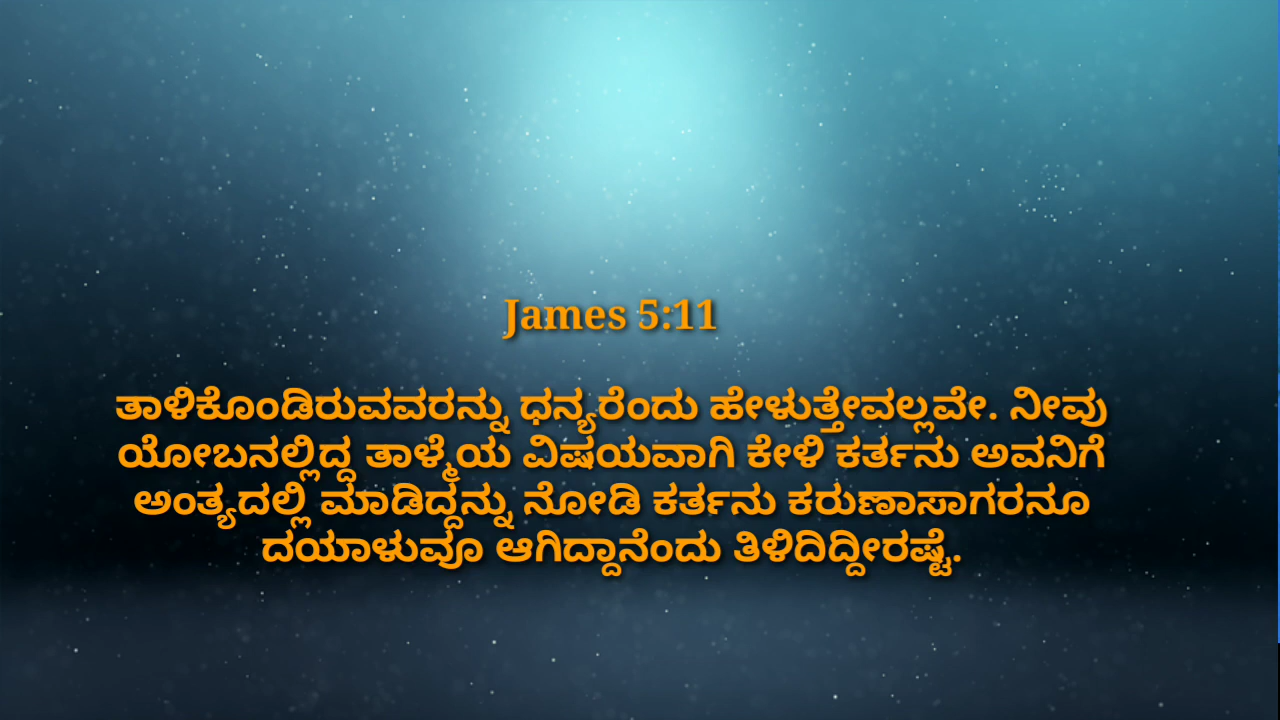 James 5:11
ತಾಳಿಕೊಂಡಿರುವವರನ್ನು ಧನ್ಯರೆಂದು ಹೇಳುತ್ತೇವಲ್ಲವೇ. ನೀವು
ಯೋಬನಲ್ಲಿದ್ದ ತಾಳ್ಮೆಯ ವಿಷಯವಾಗಿ ಕೇಳಿ ಕರ್ತನು ಅವನಿಗೆ
ಅಂತ್ಯದಲ್ಲಿ ಮಾಡಿದ್ದನ್ನು ನೋಡಿ ಕರ್ತನು ಕರುಣಾಸಾಗರನೂ
ದಯಾಳುವೂ ಆಗಿದ್ದಾನೆಂದು ತಿಳಿದಿದ್ದೀರಷ್ಟೆ.